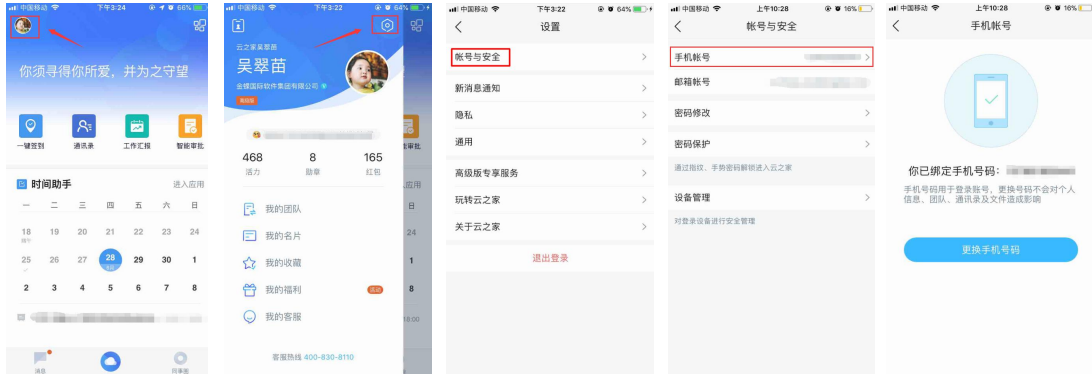 中国移动 下午3:24
你须寻得你所爱，并为之守望
一键签到 通讯录 工作汇报 智能审批
时间助手 进入应用
一 二 三 四 五 六 日
18 19 20 21 22 23 24
25 26 27 28 29 30 1
2 3 4 5 6 7 8
消息 同事圈
中国移动 下午3:22 64%
云之家吴翠苗
吴翠苗
金蝶国际软件集团有限公司
468 8 165
活力 勋章 红包
我的团队
我的名片
我的收藏
我的福利 活动
我的客服
客服热线 400-830-8110
能审批
入应用
日
24
1
8
18:00
中国移动 下午3:22 64%
设置
帐号与安全
新消息通知
隐私
通用
高级版专享服务
玩转云之家
关于云之家
退出登录
中国移动 上午10:28 16%
帐号与安全
手机帐号
邮箱帐号
密码修改
密码保护
通过指纹、手势密码解锁进入云之家
设备管理
对登录设备进行安全管理
中国移动 上午10:28 16%
手机帐号
你已绑定手机号码：
手机号码用于登录账号，更换号码不会对个人
信息、团队、通讯录及文件造成影响
更换手机号码